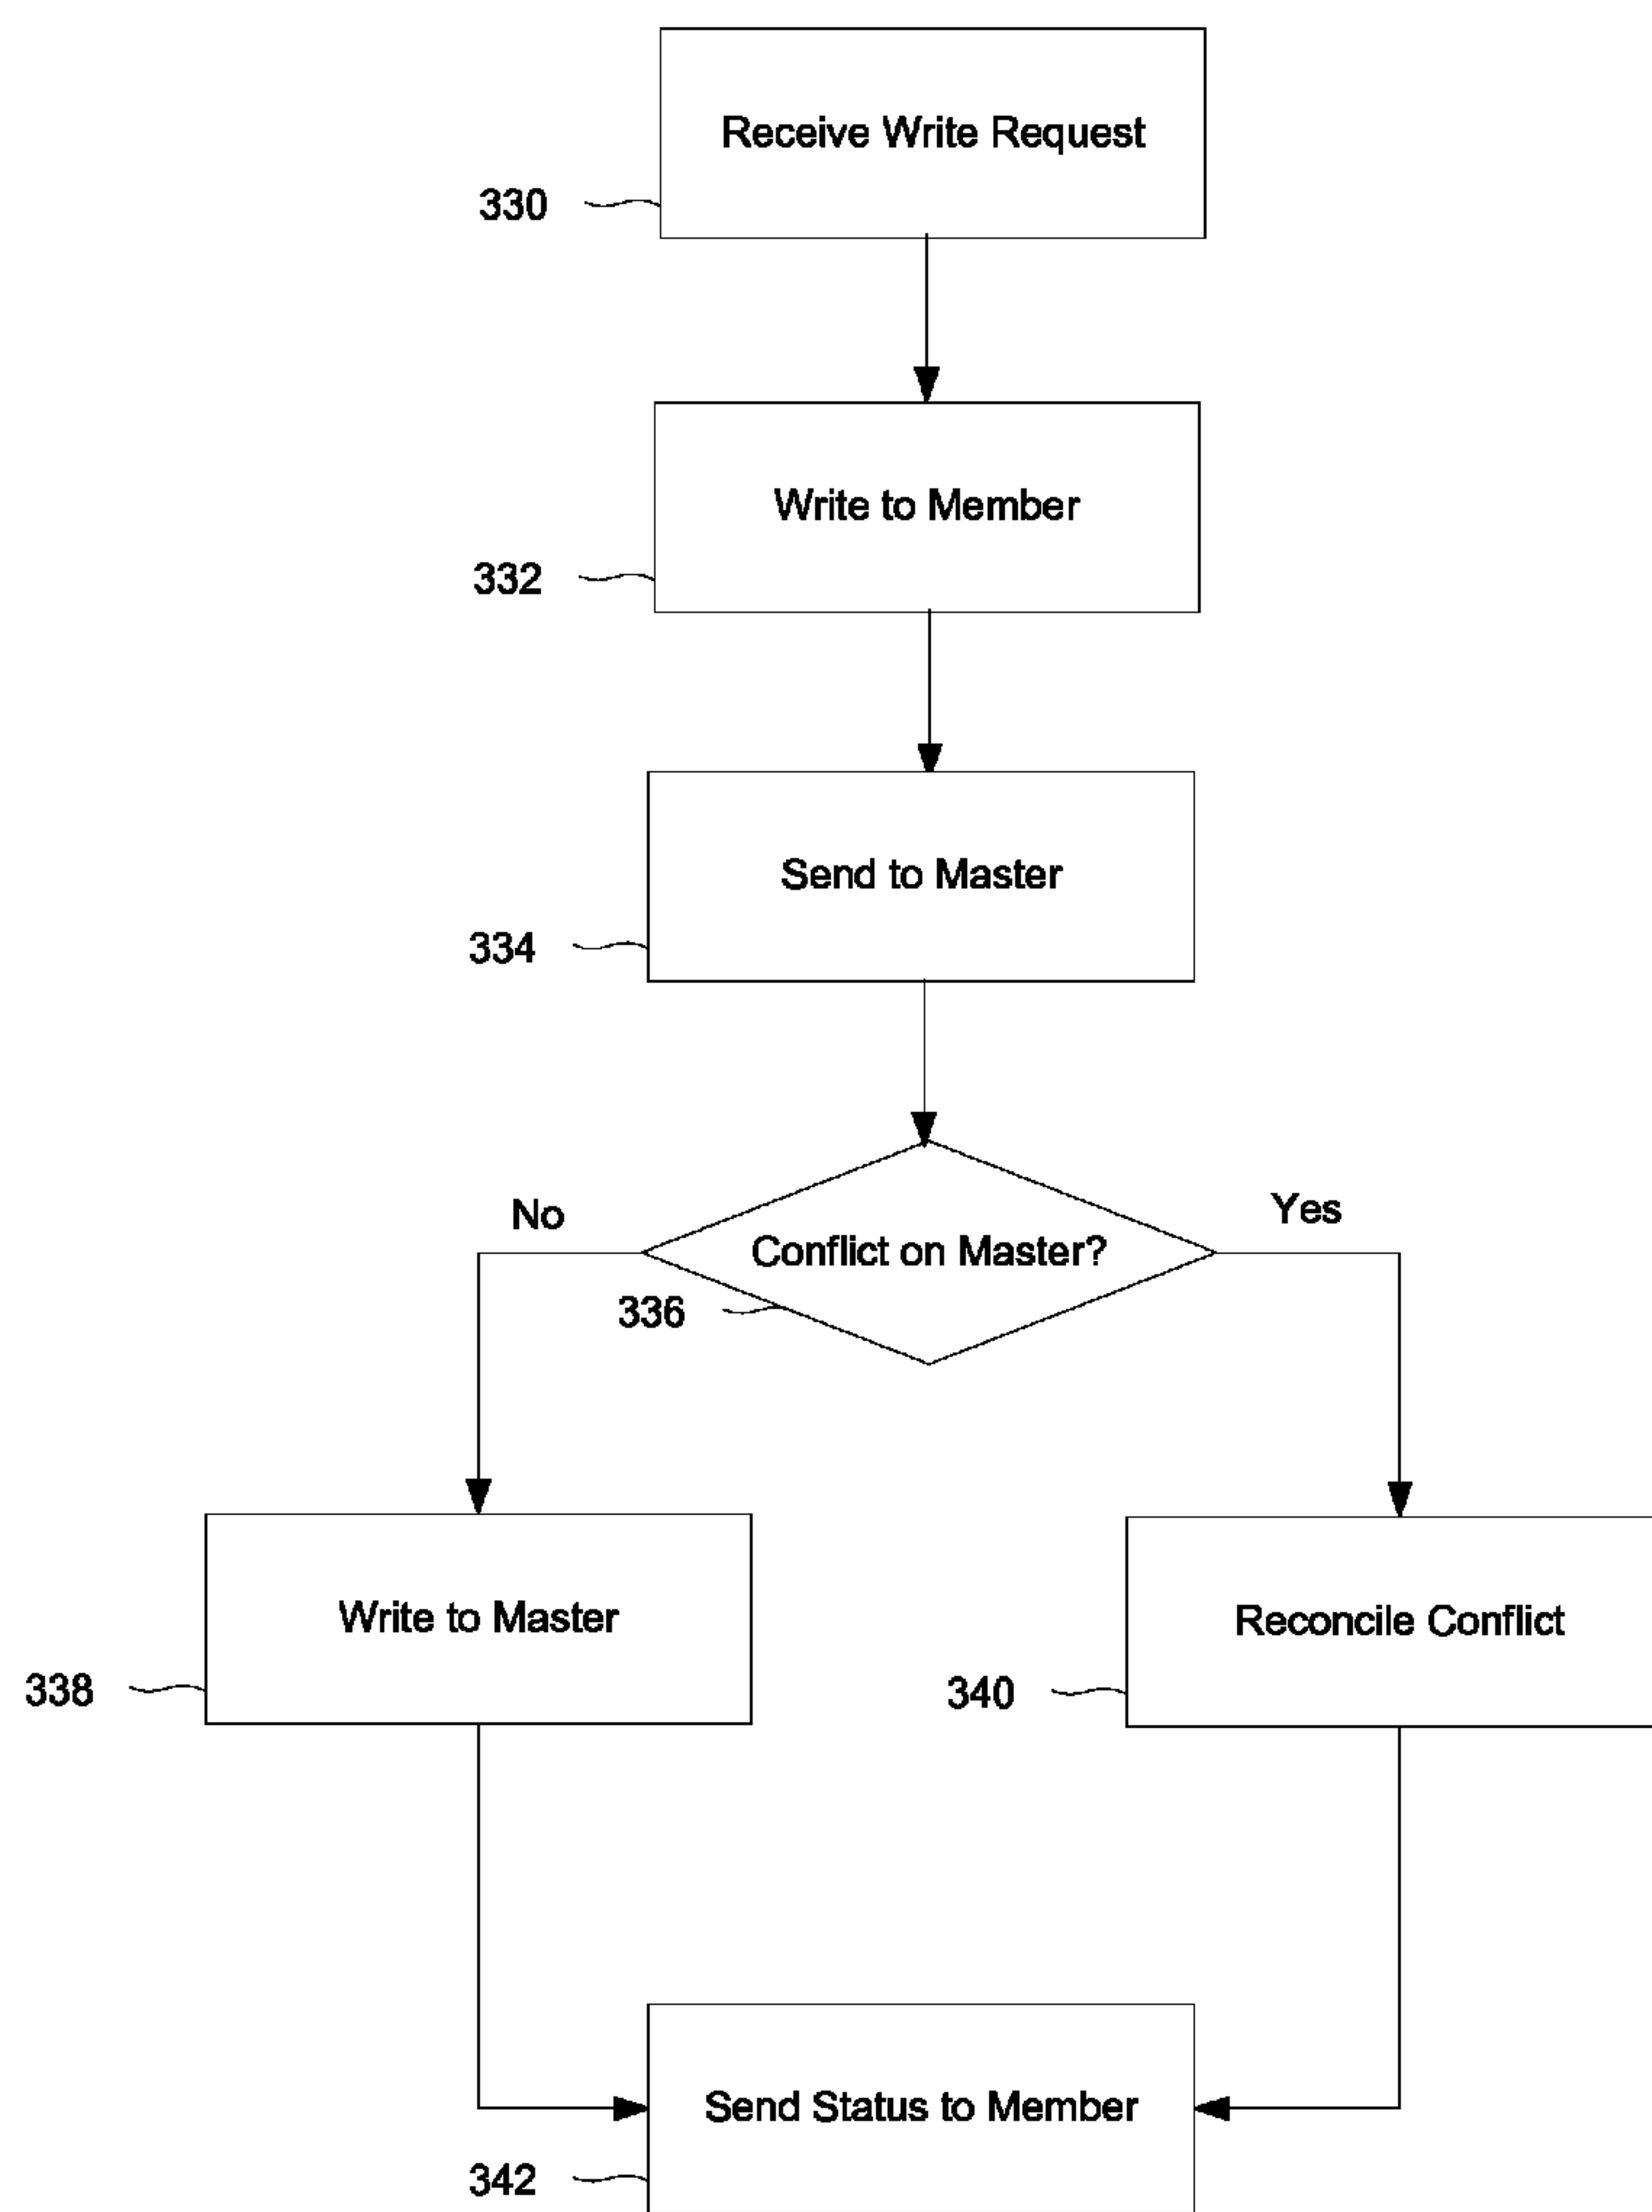 Receive Write Request
330
Write to Member
332
Send to Master
334
No
Yes
Conflict on Master?
336
Write to Master
Reconcile Conflict
338
340
Send Status to Member
342